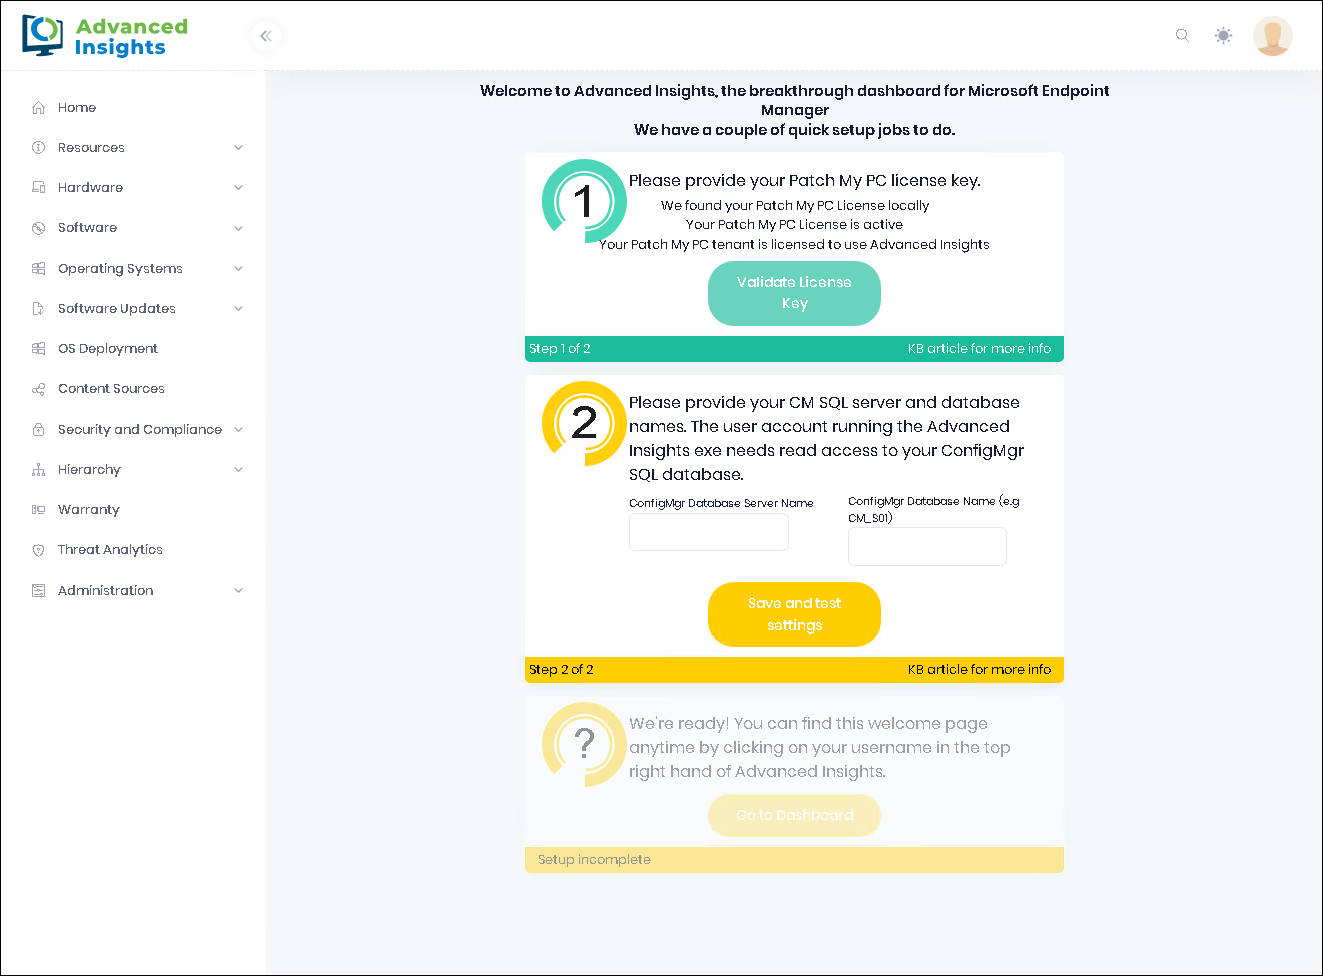 Advanced
Insights
Home
Resources
Hardware
Software
Operating Systems
Software Updates
OS Deployment
Content Sources
Security and Compliance
Hierarchy
Warranty
Threat Analytics
Administration
Welcome to Advanced Insights, the breakthrough dashboard for Microsoft Endpoint
Manager
We have a couple of quick setup jobs to do.
1
Please provide your Patch My PC license key.
We found your Patch My PC License locally
Your Patch My PC License is active
Your Patch My PC tenant is licensed to use Advanced Insights
Validate License
Key
Step 1 of 2
KB article for more info
2
Please provide your CM SQL server and database
names. The user account running the Advanced
Insights exe needs read access to your ConfigMgr
SQL database.
ConfigMgr Database Server Name
ConfigMgr Database Name (e.g
CM_S01)
Save and test
settings
Step 2 of 2
KB article for more info
?
We're ready! You can find this welcome page
anytime by clicking on your username in the top
right hand of Advanced Insights.
Go to Dashboard
Setup incomplete